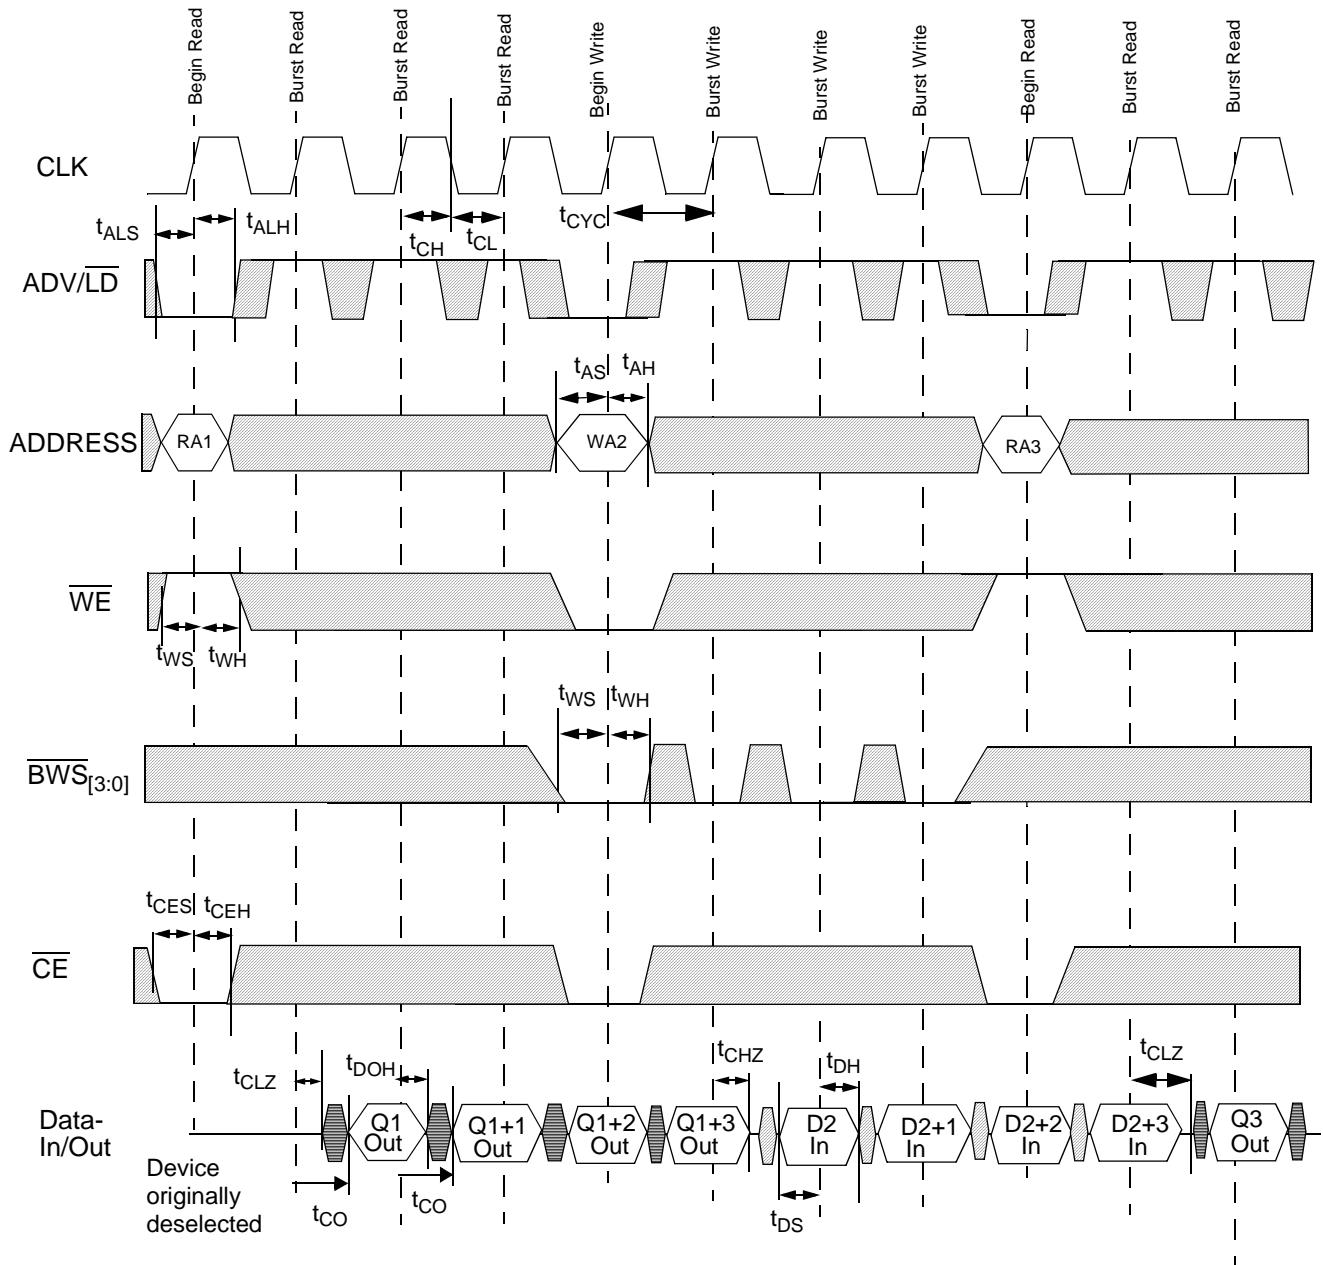 Begin Read
Burst Read
Burst Read
Burst Read
Begin Write
Burst Write
Burst Write
Burst Write
Begin Read
Burst Read
Burst Read
CLK
tALS
tALH
tCH
tCL
tCYC
ADV/LD
tAS
tAH
ADDRESS
RA1
WA2
RA3
WE
tWS
tWH
tWS
tWH
BWS[3:0]
tCES
tCEH
CE
tCLZ
tDOH
tCHZ
tDH
tCLZ
Data-
In/Out
Q1
Out
Q1+1
Out
Q1+2
Out
Q1+3
Out
D2
In
D2+1
In
D2+2
In
D2+3
In
Q3
Out
Device
originally
deselected
tCO
tCO
tDS